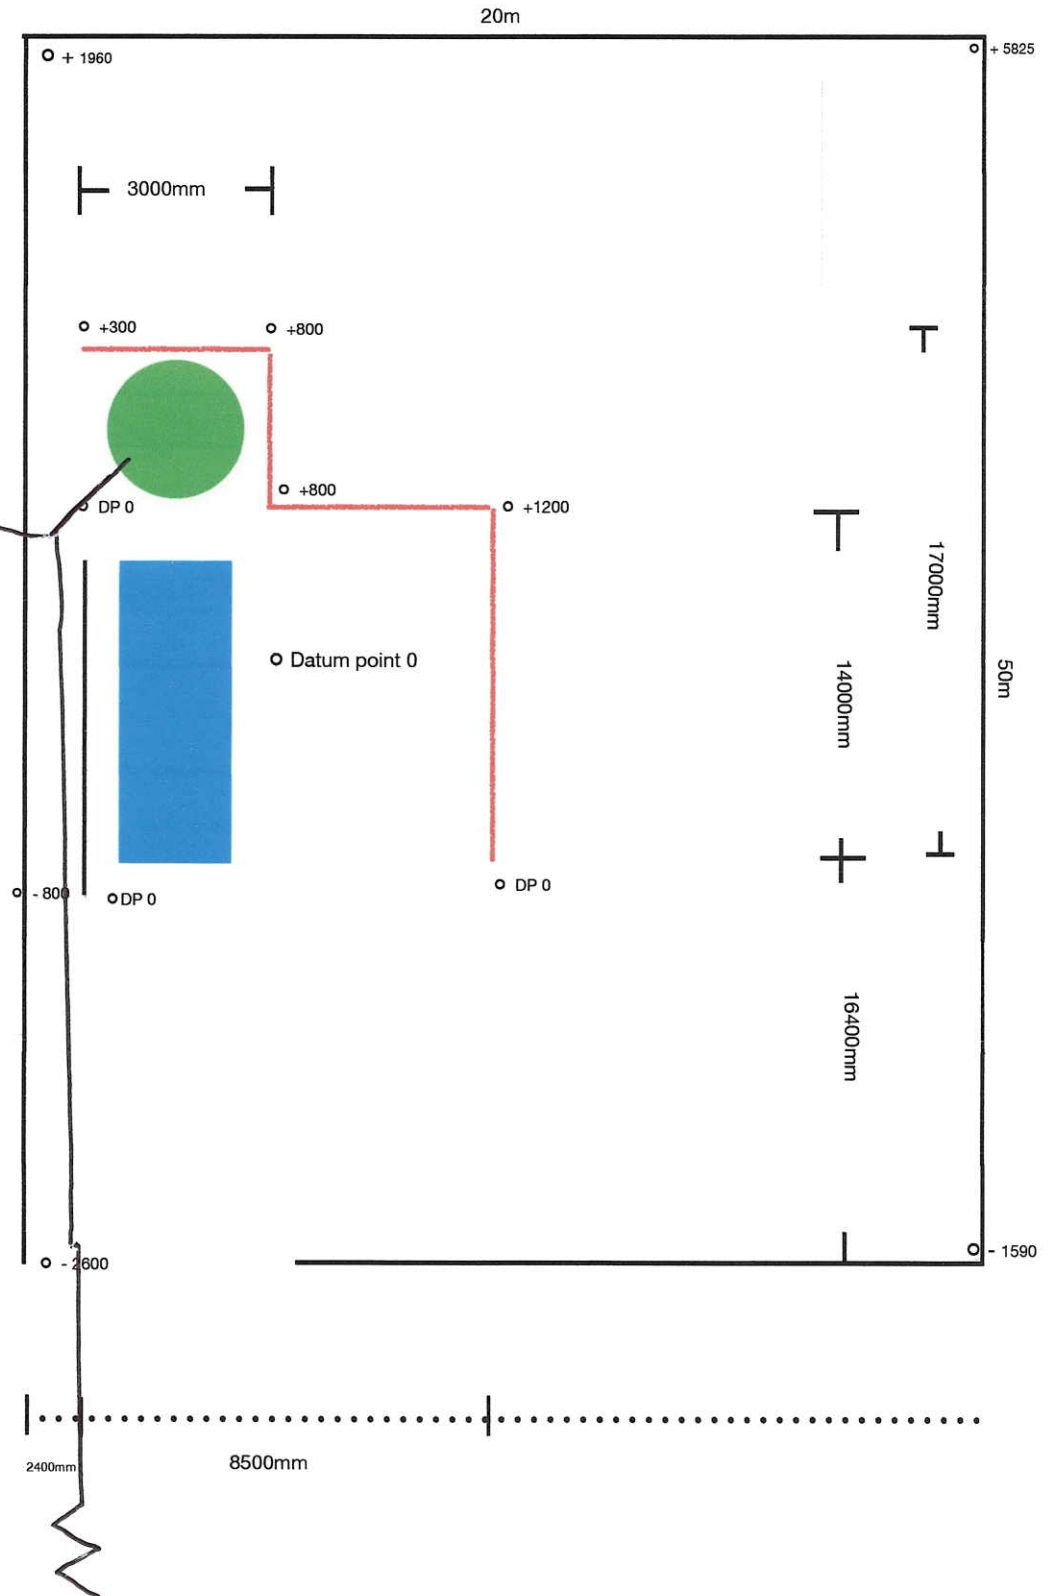 20m
+ 1960
+ 5825
3000mm
+300
+800
+800
DP 0
+1200
17000mm
Datum point 0
14000mm
50m
- 800
DP 0
DP 0
16400mm
- 2600
- 1590
2400mm
8500mm